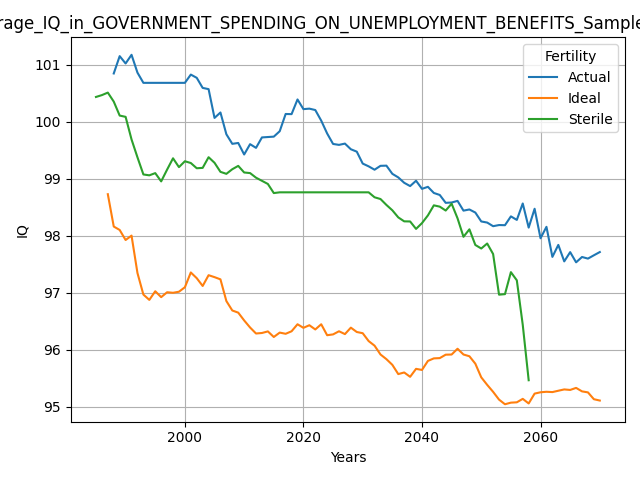 rage_IQ_in_GOVERNMENT_SPENDING_ON_UNEMPLOYMENT_BENEFITS_Sample
Fertility
Actual
Ideal
Sterile
IQ
101
100
99
98
97
96
95
2000 2020 2040 2060
Years